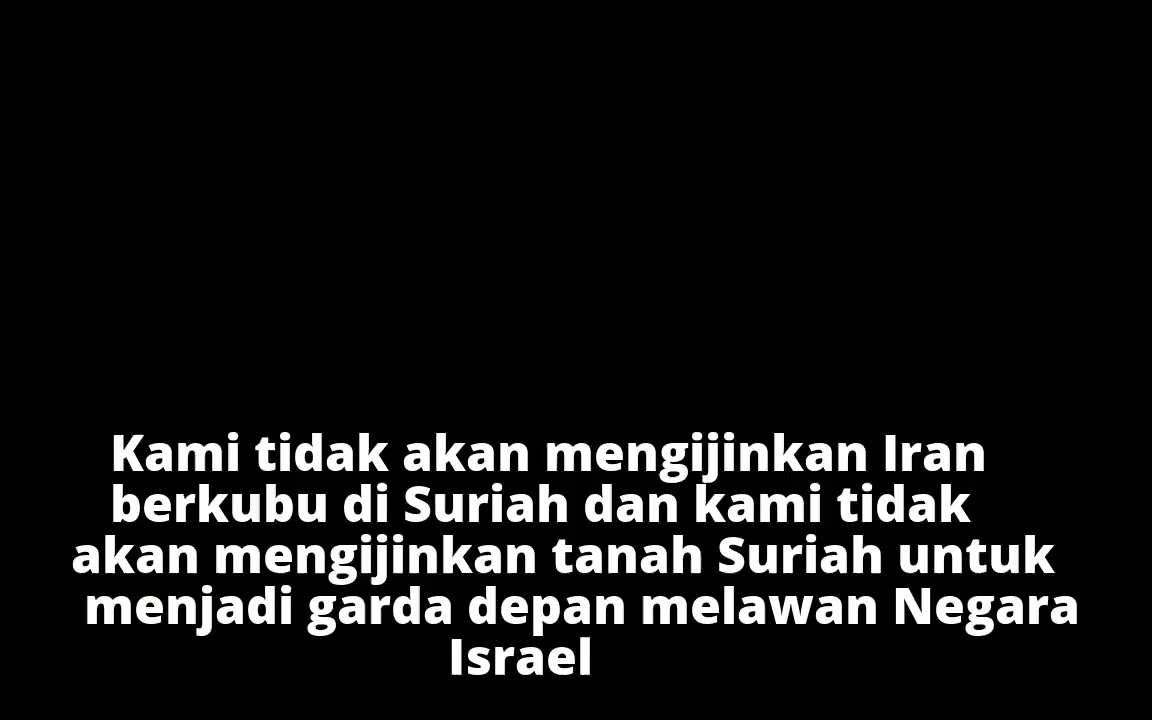 Kami tidak akan mengijinkan Iran
berkubu di Suriah dan kami tidak
akan mengijinkan tanah Suriah untuk
menjadi garda depan melawan Negara
Israel